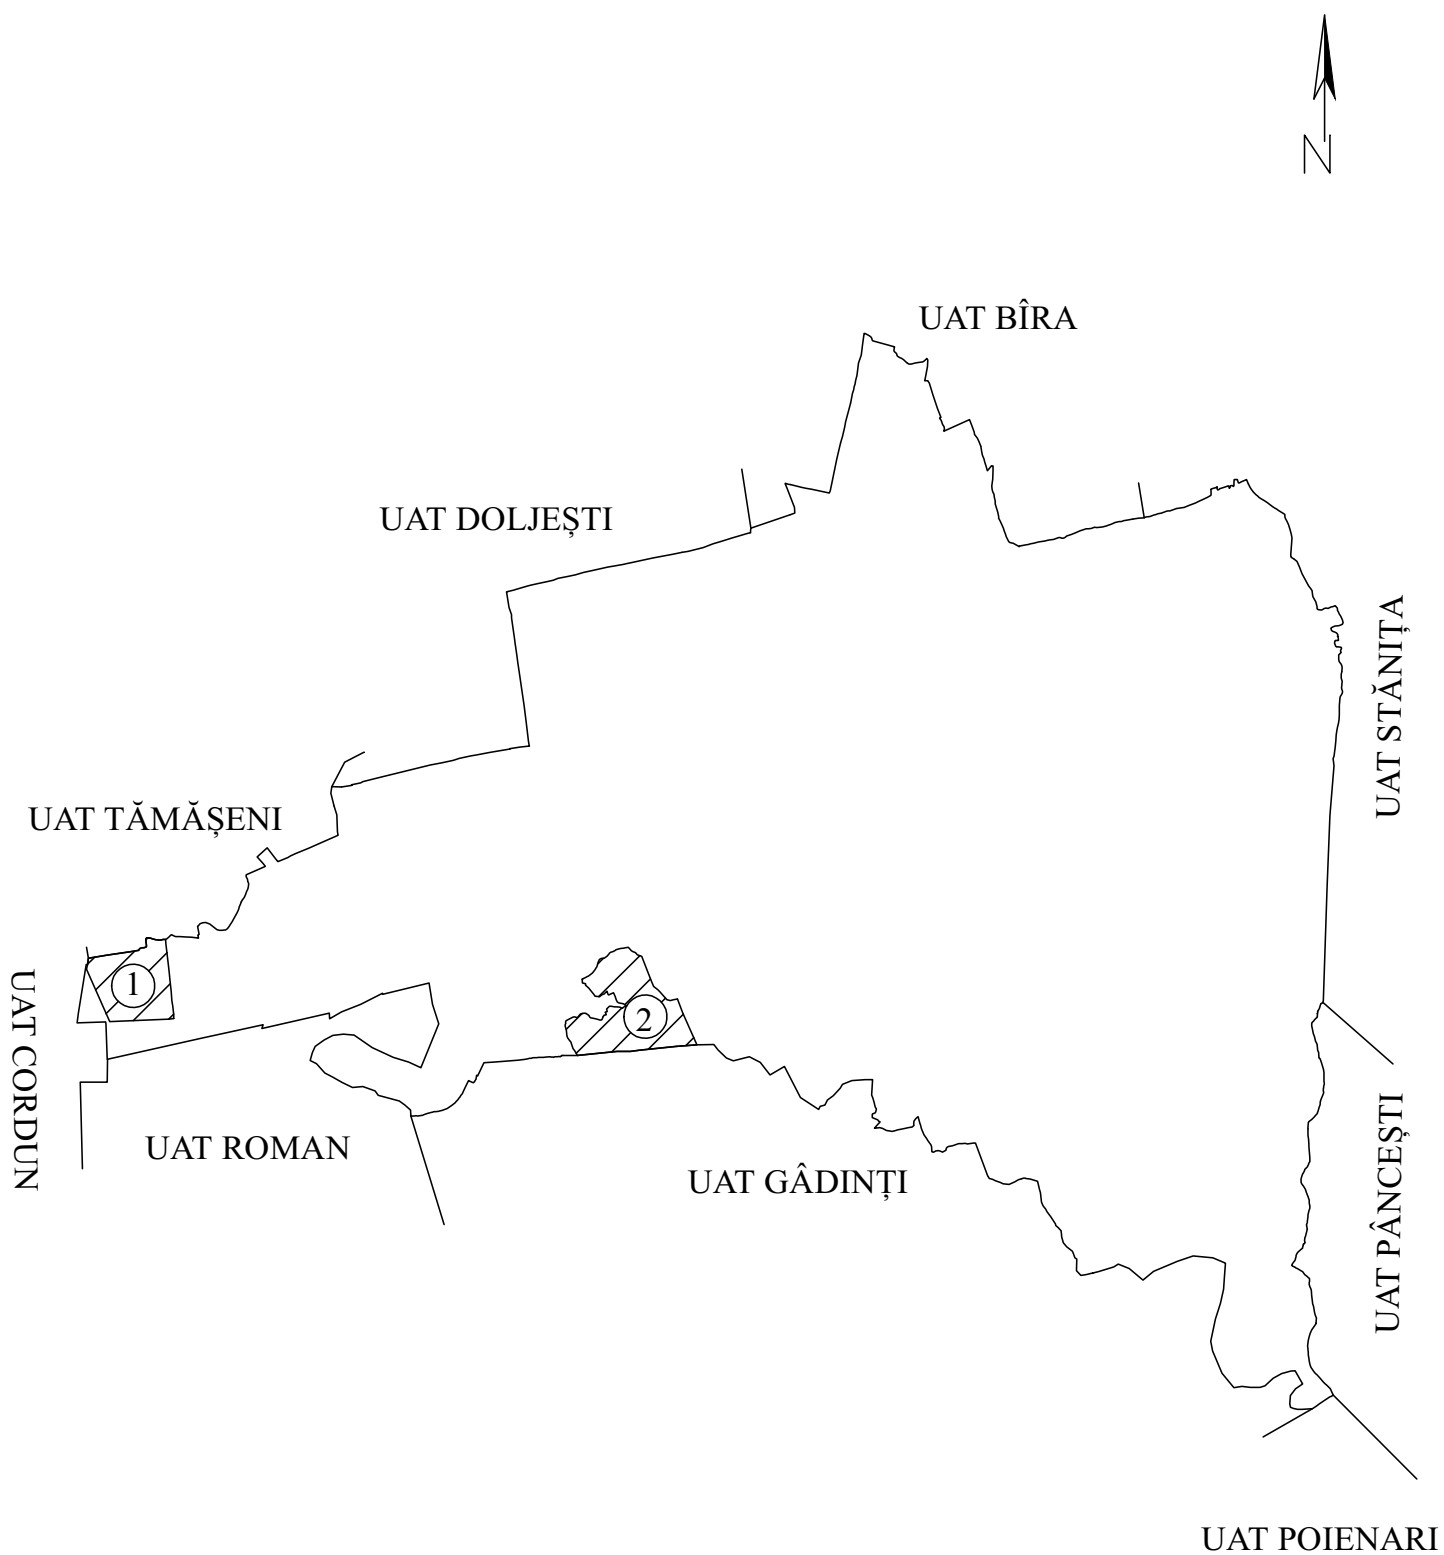 N
UAT BÎRA
UAT DOLJEȘTI
UAT STĂNIȚA
UAT TĂMĂȘENI
1
2
UAT CORDUN
UAT ROMAN
UAT GÂDINȚI
UAT PÂNCEȘTI
UAT POIENARI